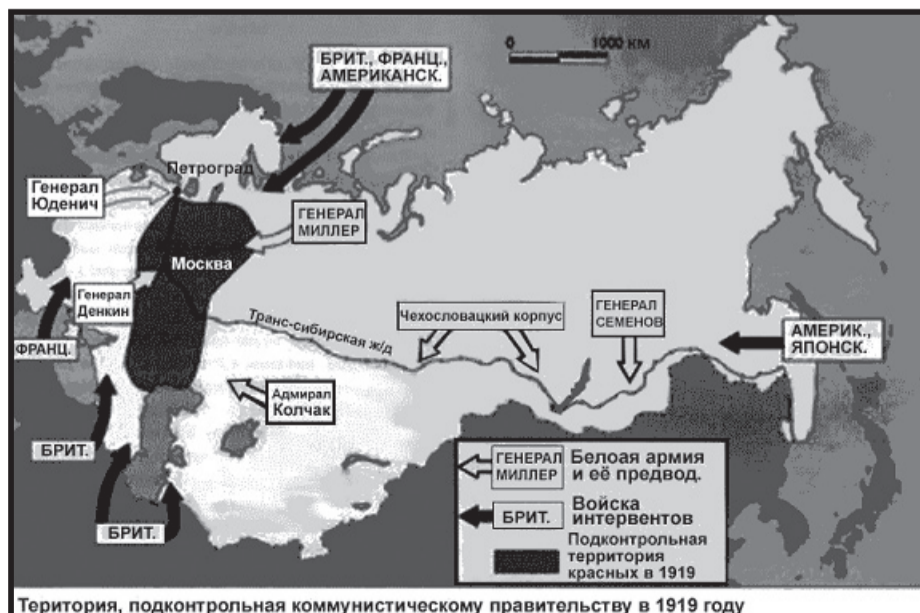 0 1000 КМ
БРИТ., ФРАНЦ.,
АМЕРИКАНСК.
Петроград
Генерал
Юденич
ГЕНЕРАЛ
МИЛЛЕР
Москва
Генерал
Денкин
ФРАНЦ.
Транс-сибирская ж/д
Чехословацкий корпус
ГЕНЕРАЛ
СЕМЕНОВ
АМЕРИК.,
ЯПОНСК.
Адмирал
Колчак
БРИТ.
БРИТ.
ГЕНЕРАЛ
МИЛЛЕР
Белоая армия
и её предвод.
БРИТ.
Войска
интервентов
Подконтрольная
территория
красных в 1919
Територия, подконтрольная коммунистическому правительству в 1919 году